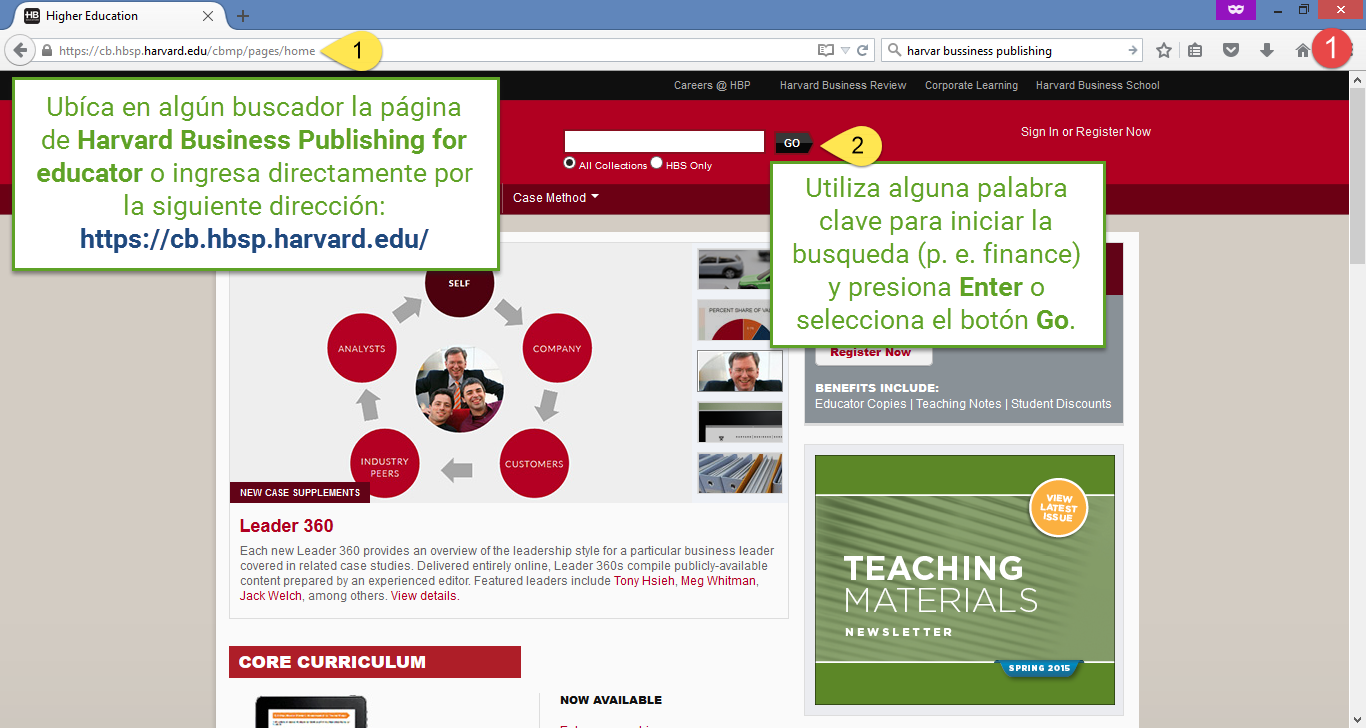 HB Higher Education
https://cb.hbsp.harvard.edu/cbmp/pages/home
1
harvar bussiness publishing
1
Careers @ HBP Harvard Business Review Corporate Learning Harvard Business School
Ubíca en algún buscador la página
de Harvard Business Publishing for
educator o ingresa directamente por
la siguiente dirección:
https://cb.hbsp.harvard.edu/
GO
2
Sign In or Register Now
All Collections HBS Only
Case Method
Utiliza alguna palabra
clave para iniciar la
busqueda (p. e. finance)
y presiona Enter o
selecciona el botón Go.
SELF
COMPANY
CUSTOMERS
INDUSTRY
PEERS
ANALYSTS
PERCENT SHARE OF
NEW CASE SUPPLEMENTS
Leader 360
Each new Leader 360 provides an overview of the leadership style for a particular business leader
covered in related case studies. Delivered entirely online, Leader 360s compile publicly-available
content prepared by an experienced editor. Featured leaders include Tony Hsieh, Meg Whitman,
Jack Welch, among others. View details.
Register Now
BENEFITS INCLUDE:
Educator Copies | Teaching Notes | Student Discounts
VIEW
LATEST
ISSUE
TEACHING
MATERIALS
NEWSLETTER
SPRING 2015
CORE CURRICULUM
NOW AVAILABLE